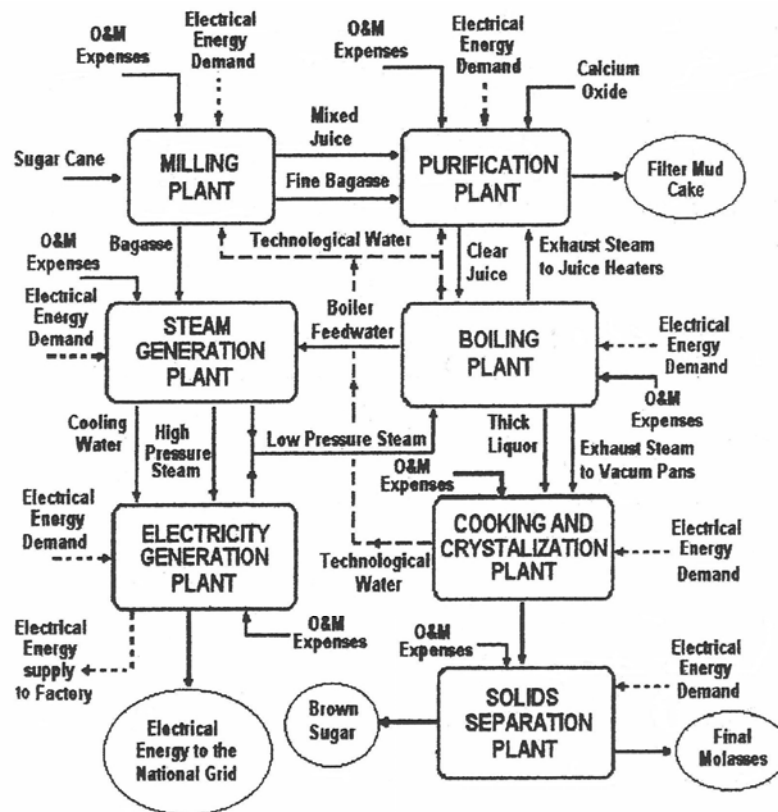 O&M
Expenses
Electrical
Energy
Demand
O&M
Expenses
Electrical
Energy
Demand
Calcium
Oxide
Mixed
Juice
Sugar Cane
MILLING
PLANT
Fine Bagasse
PURIFICATION
PLANT
Filter Mud
Cake
Bagasse
Technological Water
Clear
Juice
Exhaust Steam
to Juice Heaters
O&M
Expenses
Electrical
Energy
Demand
STEAM
GENERATION
PLANT
Boiler
Feedwater
BOILING
PLANT
Electrical
Energy
Demand
O&M
Expenses
Cooling
Water
High
Pressure
Steam
Low Pressure Steam
Thick
Liquor
Exhaust Steam
to Vacum Pans
O&M
Expenses
Electrical
Energy
Demand
ELECTRICITY
GENERATION
PLANT
Technological
Water
COOKING AND
CRYSTALIZATION
PLANT
Electrical
Energy
Demand
Electrical
Energy
supply
to Factory
O&M
Expenses
O&M
Expenses
Electrical
Energy
Demand
Electrical
Energy to the
National Grid
Brown
Sugar
SOLIDS
SEPARATION
PLANT
Final
Molasses